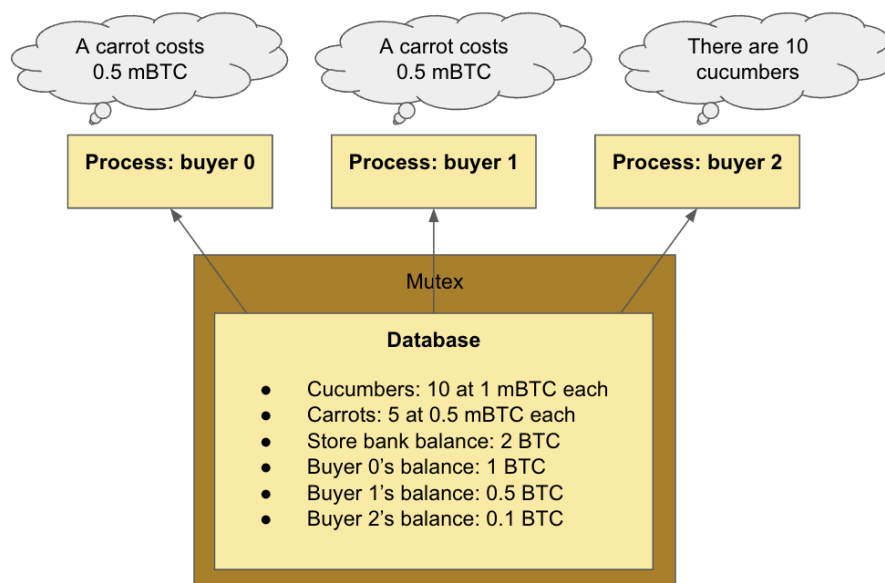 A carrot costs
0.5 mBTC
A carrot costs
0.5 mBTC
There are 10
cucumbers
Process: buyer 0
Process: buyer 1
Process: buyer 2
Mutex
Database
● Cucumbers: 10 at 1 mBTC each
● Carrots: 5 at 0.5 mBTC each
● Store bank balance: 2 BTC
● Buyer 0's balance: 1 BTC
● Buyer 1's balance: 0.5 BTC
● Buyer 2's balance: 0.1 BTC